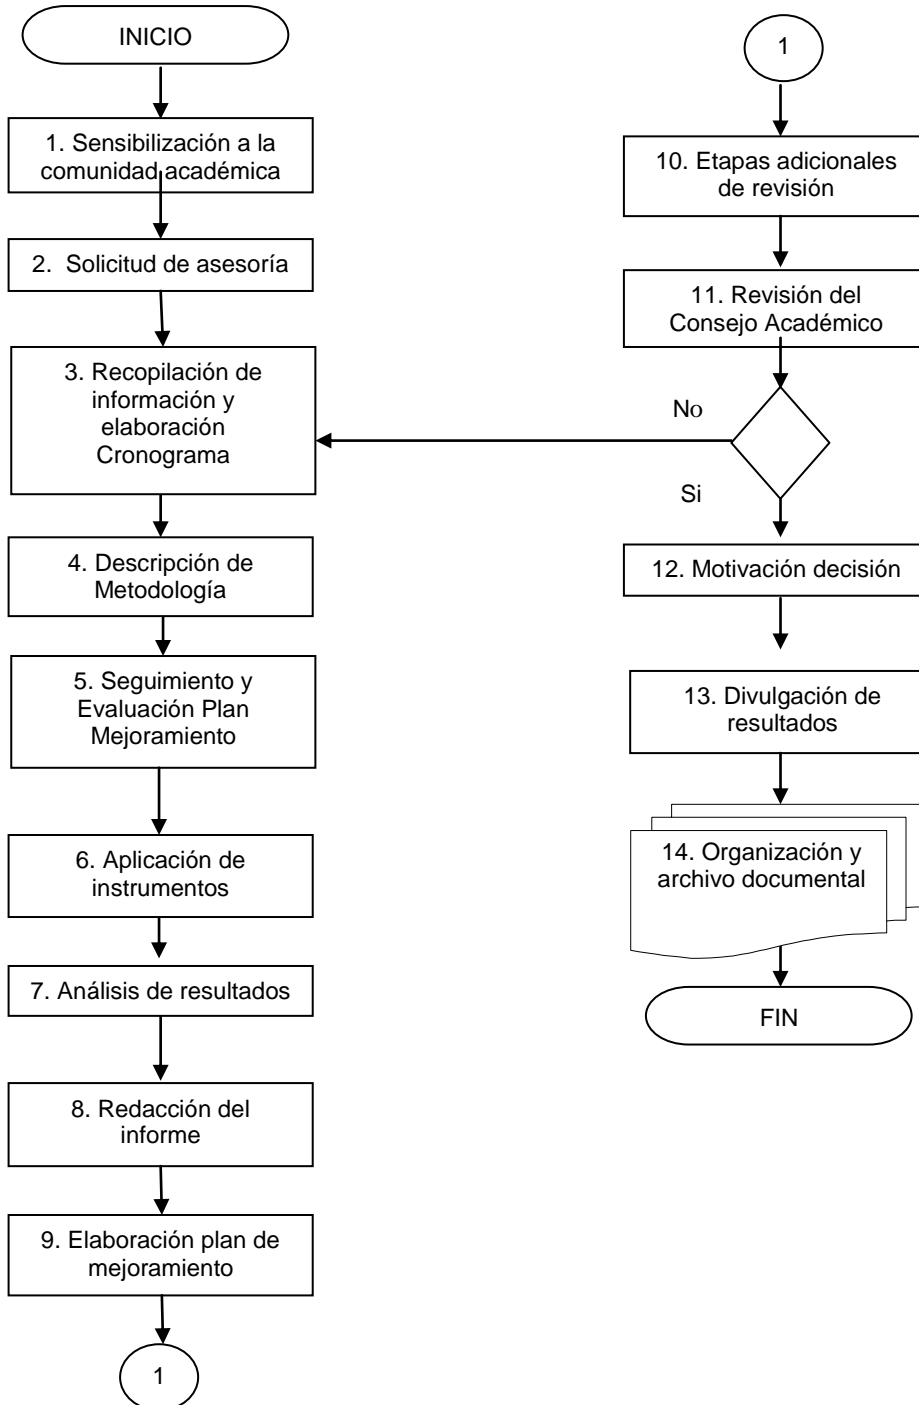 INICIO
1. Sensibilización a la
comunidad académica
2. Solicitud de asesoría
3. Recopilación de
información y
elaboración
Cronograma
4. Descripción de
Metodología
5. Seguimiento y
Evaluación Plan
Mejoramiento
6. Aplicación de
instrumentos
7. Análisis de resultados
8. Redacción del
informe
9. Elaboración plan de
mejoramiento
1
1
10. Etapas adicionales
de revisión
11. Revisión del
Consejo Académico
No
Si
12. Motivación decisión
13. Divulgación de
resultados
14. Organización y
archivo documental
FIN